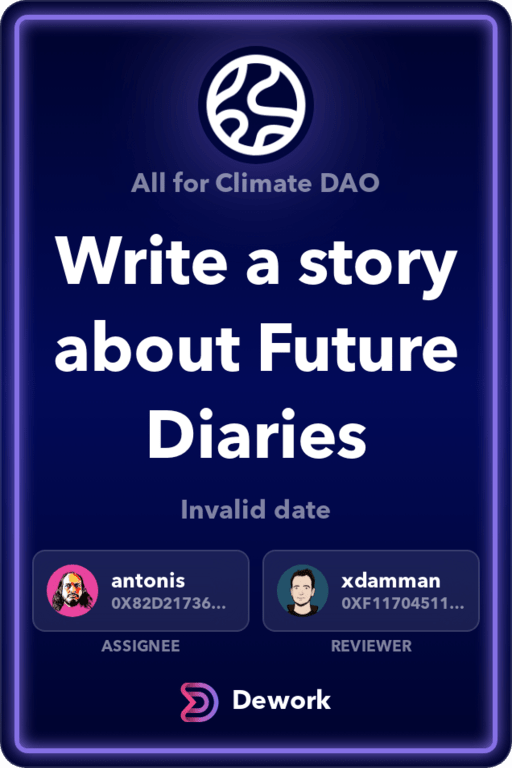 All for Climate DAO
Write a story
about Future
Diaries
Invalid date
antonis
0X82D21736...
xdamman
0XF11704511...
ASSIGNEE
REVIEWER
Dework